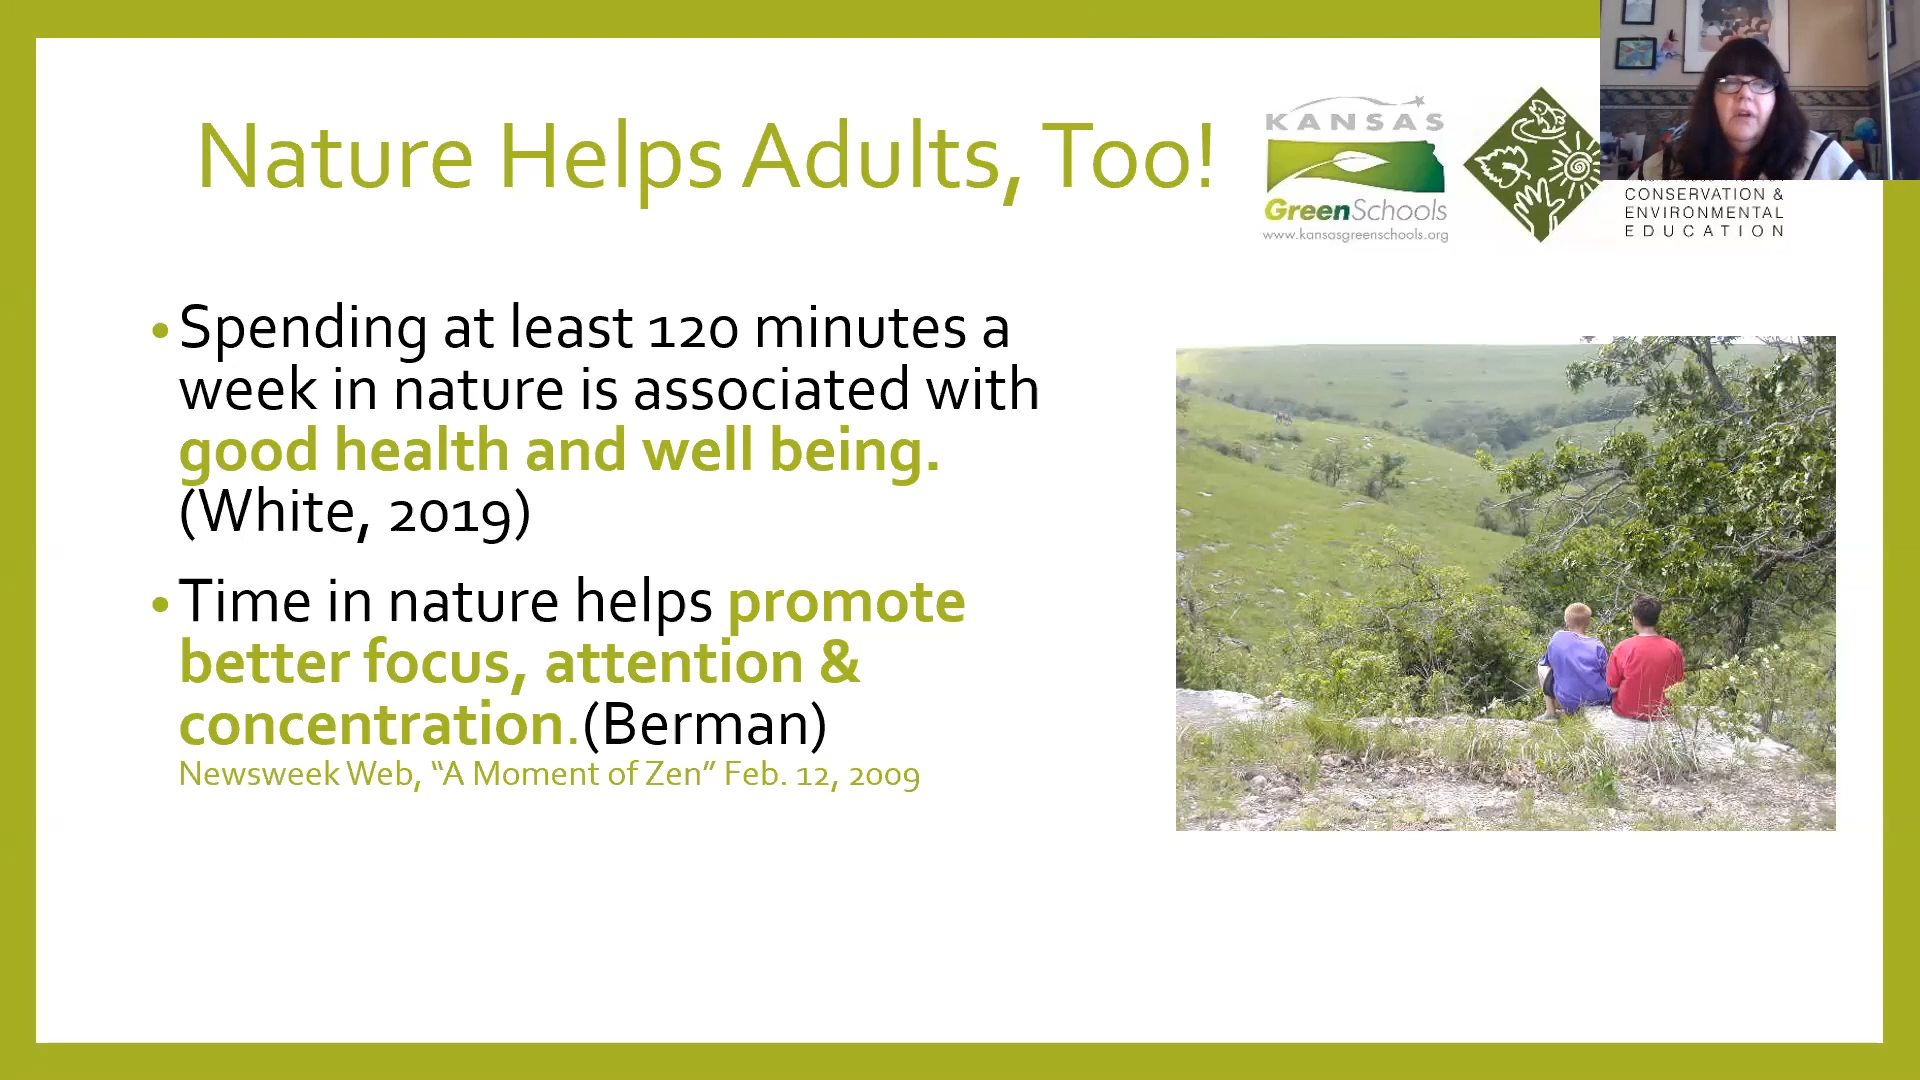 Nature Helps Adults, Too!
KANSAS
GreenSchools
www.kansasgreenschools.org
CONSERVATION &
ENVIRONMENTAL
EDUCATION
• Spending at least 120 minutes a
week in nature is associated with
good health and well being.
(White, 2019)
• Time in nature helps promote
better focus, attention &
concentration.(Berman)
Newsweek Web, “A Moment of Zen” Feb. 12, 2009